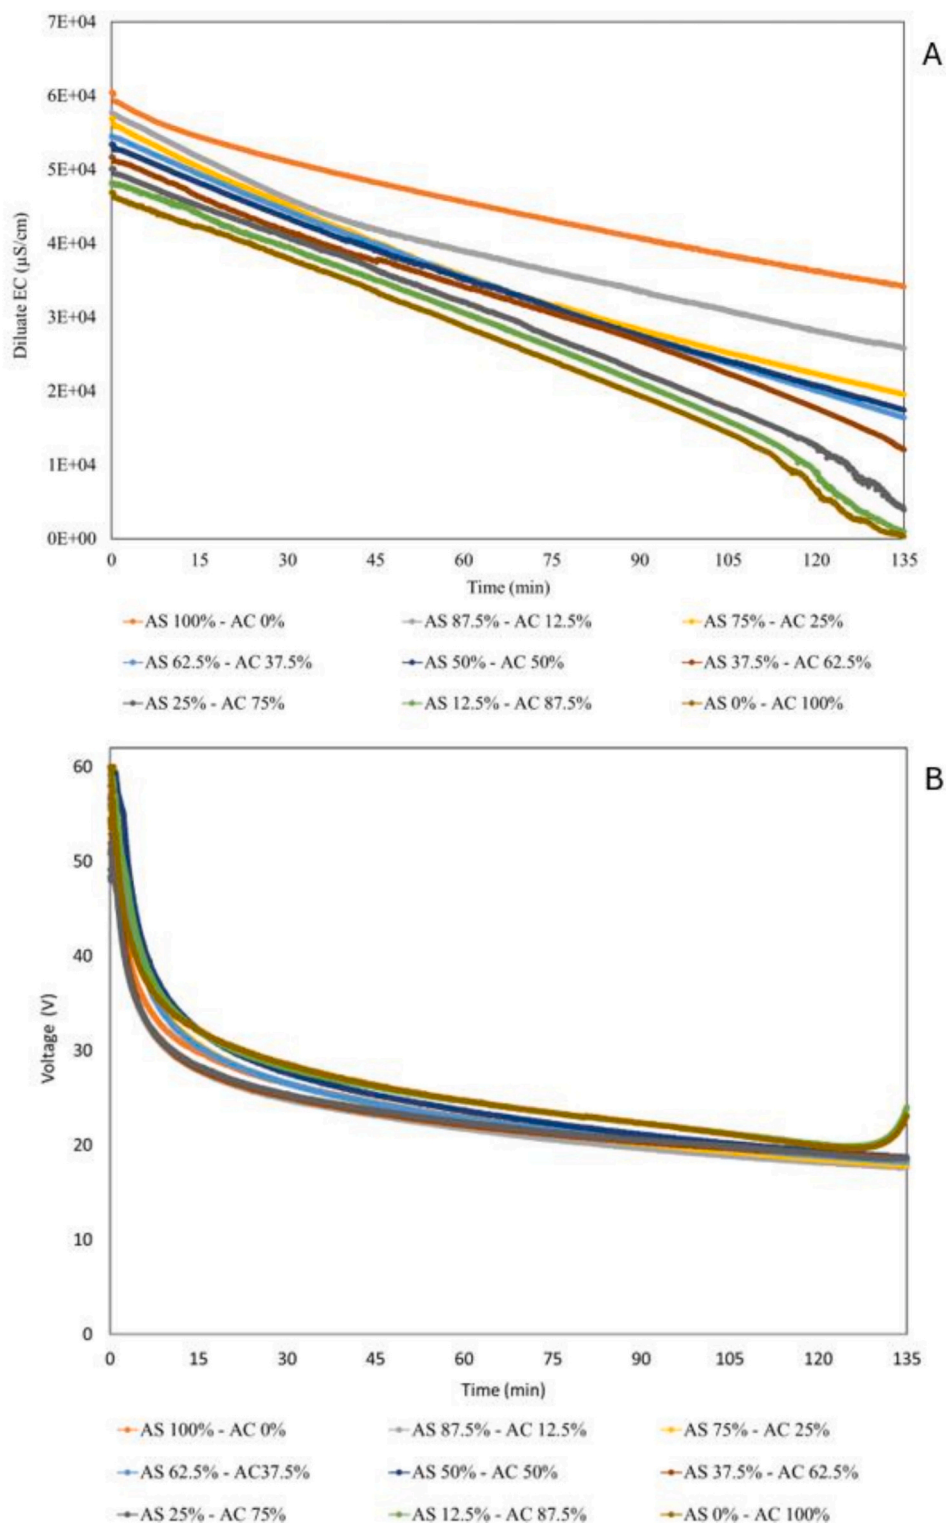 A
7E+04
6E+04
5E+04
4E+04
3E+04
2E+04
1E+04
0E+00
Diluate EC (µS/cm)
0 15 30 45 60 75 90 105 120 135
Time (min)
AS 100% - AC 0% AS 87.5% - AC 12.5% AS 75% - AC 25%
AS 62.5% - AC 37.5% AS 50% - AC 50% AS 37.5% - AC 62.5%
AS 25% - AC 75% AS 12.5% - AC 87.5% AS 0% - AC 100%
B
60
50
40
30
20
10
0
Voltage (V)
0 15 30 45 60 75 90 105 120 135
Time (min)
AS 100% - AC 0% AS 87.5% - AC 12.5% AS 75% - AC 25%
AS 62.5% - AC37.5% AS 50% - AC 50% AS 37.5% - AC 62.5%
AS 25% - AC 75% AS 12.5% - AC 87.5% AS 0% - AC 100%